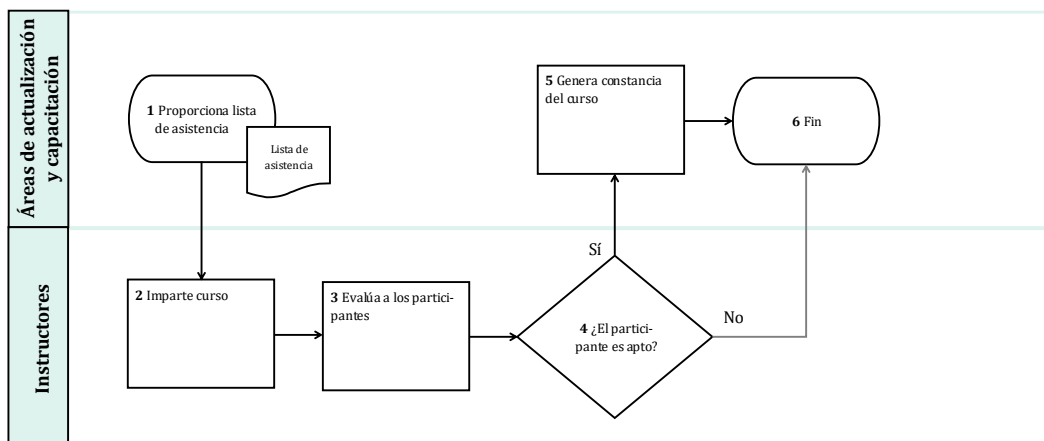 Áreas de actualización
y capacitación
1 Proporciona lista
de asistencia
Lista de
asistencia
5 Genera constancia
del curso
6 Fin
Instructores
2 Imparte curso
3 Evalúa a los partici-
pantes
4 ¿El partici-
pante es apto?
Sí
No